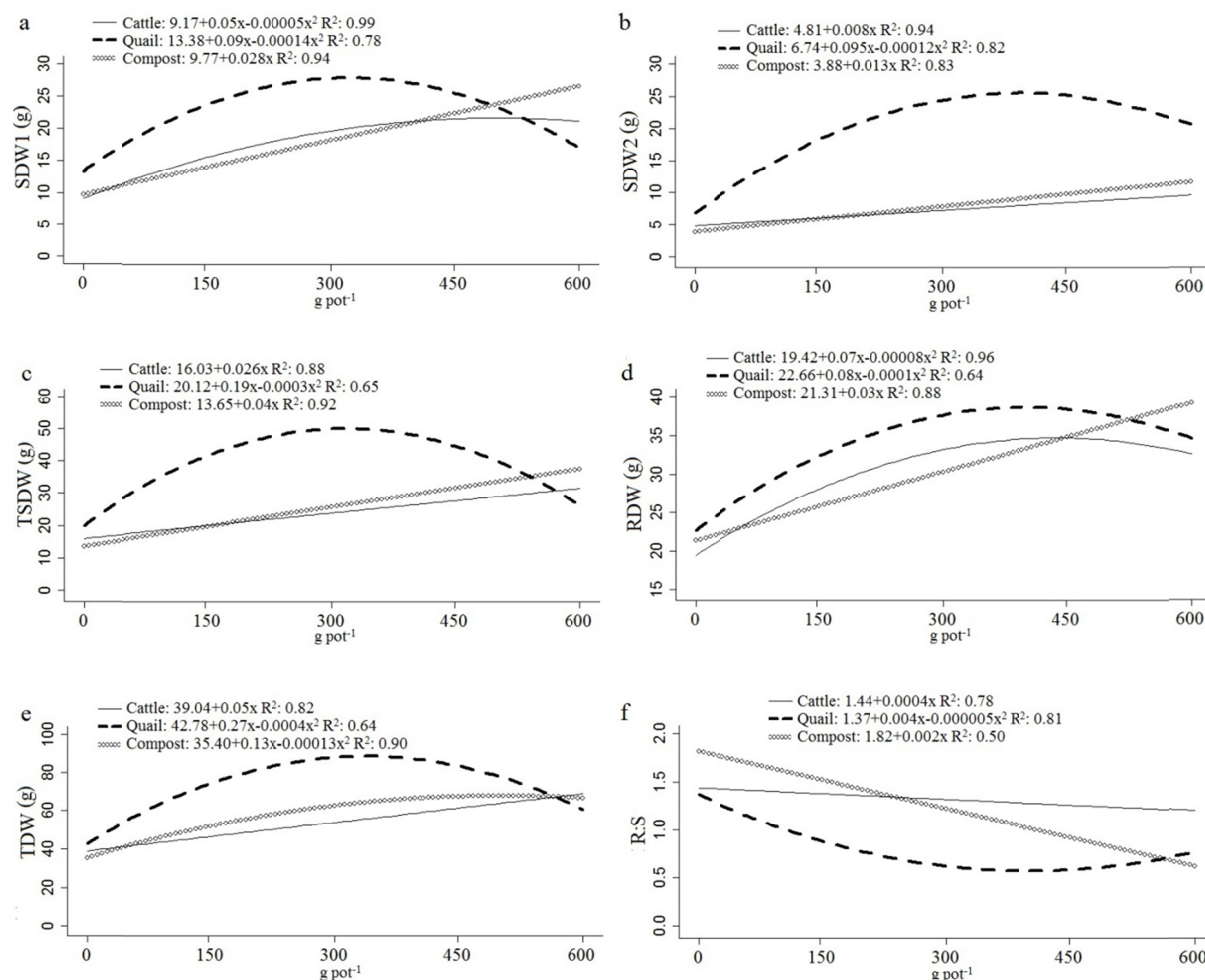 a
Cattle: 9.17+0.05x-0.00005x² R²: 0.99
Quail: 13.38+0.09x-0.00014x² R²: 0.78
Compost: 9.77+0.028x R²: 0.94
SDW1 (g)
30
25
20
15
10
5
0
0 150 300 450 600
g pot⁻¹
b
Cattle: 4.81+0.008x R²: 0.94
Quail: 6.74+0.095x-0.00012x² R²: 0.82
Compost: 3.88+0.013x R²: 0.83
SDW2 (g)
30
25
20
15
10
5
0
0 150 300 450 600
g pot⁻¹
c
Cattle: 16.03+0.026x R²: 0.88
Quail: 20.12+0.19x-0.0003x² R²: 0.65
Compost: 13.65+0.04x R²: 0.92
TSDW (g)
60
50
40
30
20
10
0
0 150 300 450 600
g pot⁻¹
d
Cattle: 19.42+0.07x-0.00008x² R²: 0.96
Quail: 22.66+0.08x-0.0001x² R²: 0.64
Compost: 21.31+0.03x R²: 0.88
RDW (g)
40
35
30
25
20
15
0 150 300 450 600
g pot⁻¹
e
Cattle: 39.04+0.05x R²: 0.82
Quail: 42.78+0.27x-0.0004x² R²: 0.64
Compost: 35.40+0.13x-0.00013x² R²: 0.90
TDW (g)
100
80
60
40
20
0
0 150 300 450 600
g pot⁻¹
f
Cattle: 1.44+0.0004x R²: 0.78
Quail: 1.37+0.004x-0.000005x² R²: 0.81
Compost: 1.82+0.002x R²: 0.50
R:S
2.0
1.5
1.0
0.5
0.0
0 150 300 450 600
g pot⁻¹